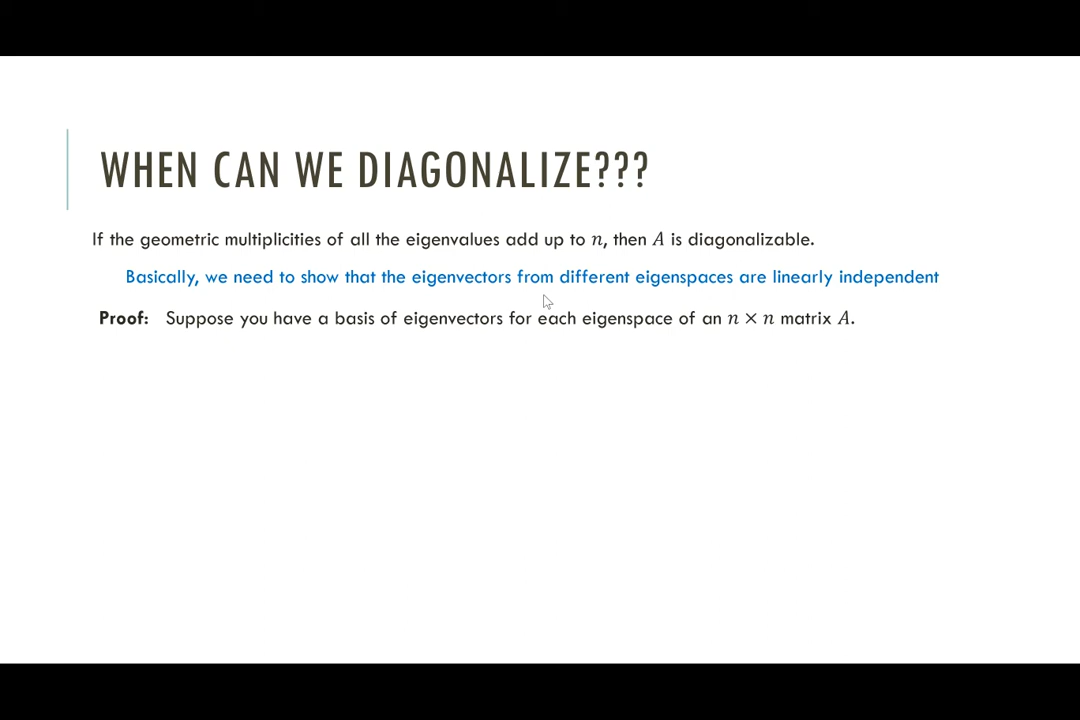 WHEN CAN WE DIAGONALIZE???
If the geometric multiplicities of all the eigenvalues add up to n, then A is diagonalizable.
Basically, we need to show that the eigenvectors from different eigenspaces are linearly independent
Proof: Suppose you have a basis of eigenvectors for each eigenspace of an n × n matrix A.